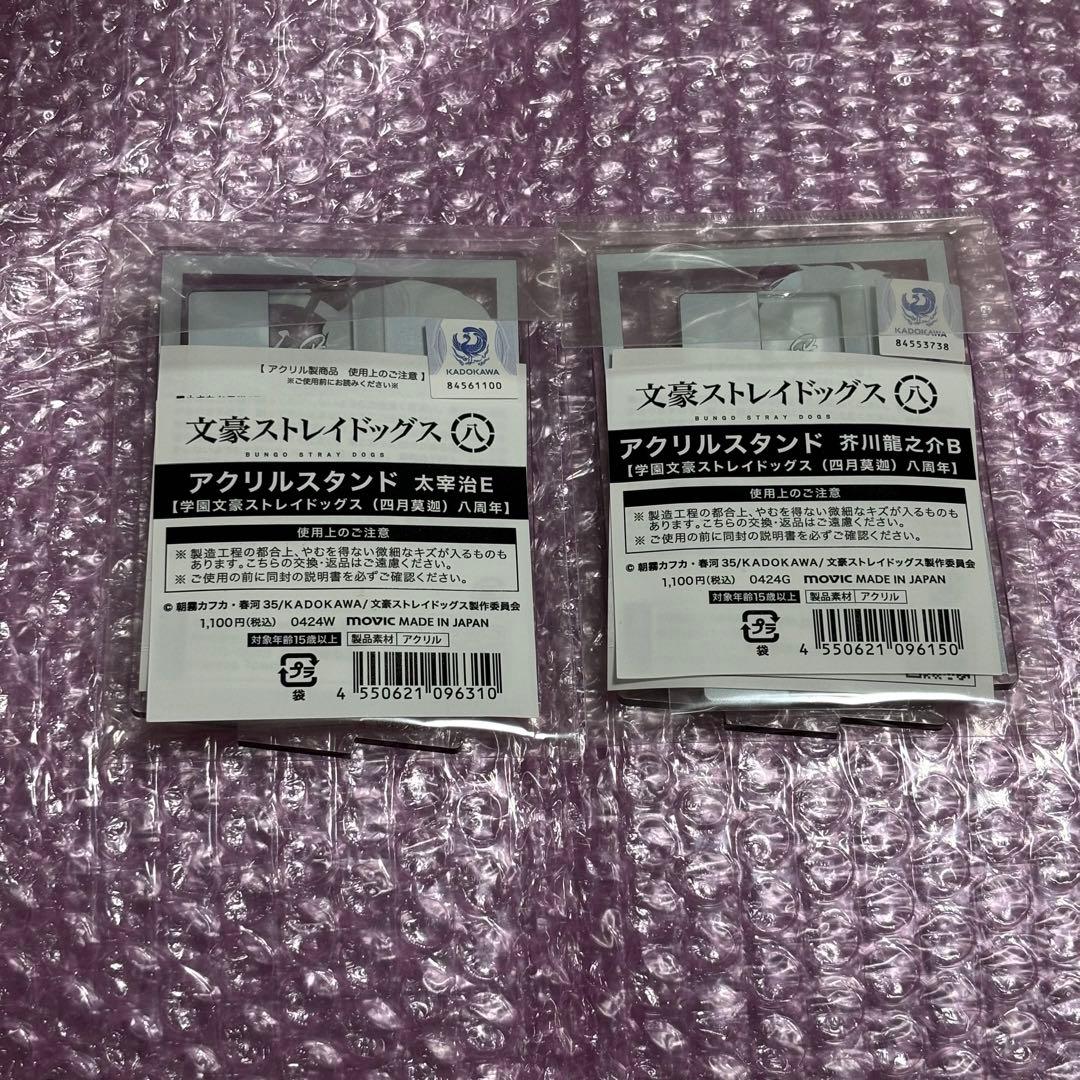 KADOKAWA
84561100
【アクリル製商品 使用上のご注意】
※ご使用前にお読みください※
文豪ストレイドッグス 八
BUNGO STRAY DOGS
アクリルスタンド 太宰治E
【学園文豪ストレイドッグス（四月莫迦）八周年】
使用上のご注意
※製造工程の都合上、やむを得ない微細なキズが入るものも
あります。こちらの交換・返品はご遠慮ください。
※ご使用の前に同封の説明書を必ずご確認ください。
© 朝霧カフカ・春河35/KADOKAWA/文豪ストレイドッグス製作委員会
1,100円(税込) 0424W movic MADE IN JAPAN
対象年齢15歳以上 製品素材 アクリル
プラ
袋
4 550621 096310
KADOKAWA
84553738
文豪ストレイドッグス 八
BUNGO STRAY DOGS
アクリルスタンド 芥川龍之介B
【学園文豪ストレイドッグス（四月莫迦）八周年】
使用上のご注意
※製造工程の都合上、やむを得ない微細なキズが入るものも
あります。こちらの交換・返品はご遠慮ください。
※ご使用の前に同封の説明書を必ずご確認ください。
© 朝霧カフカ・春河35/KADOKAWA/文豪ストレイドッグス製作委員会
1,100円(税込) 0424G movic MADE IN JAPAN
対象年齢15歳以上 製品素材 アクリル
プラ
袋
4 550621 096150